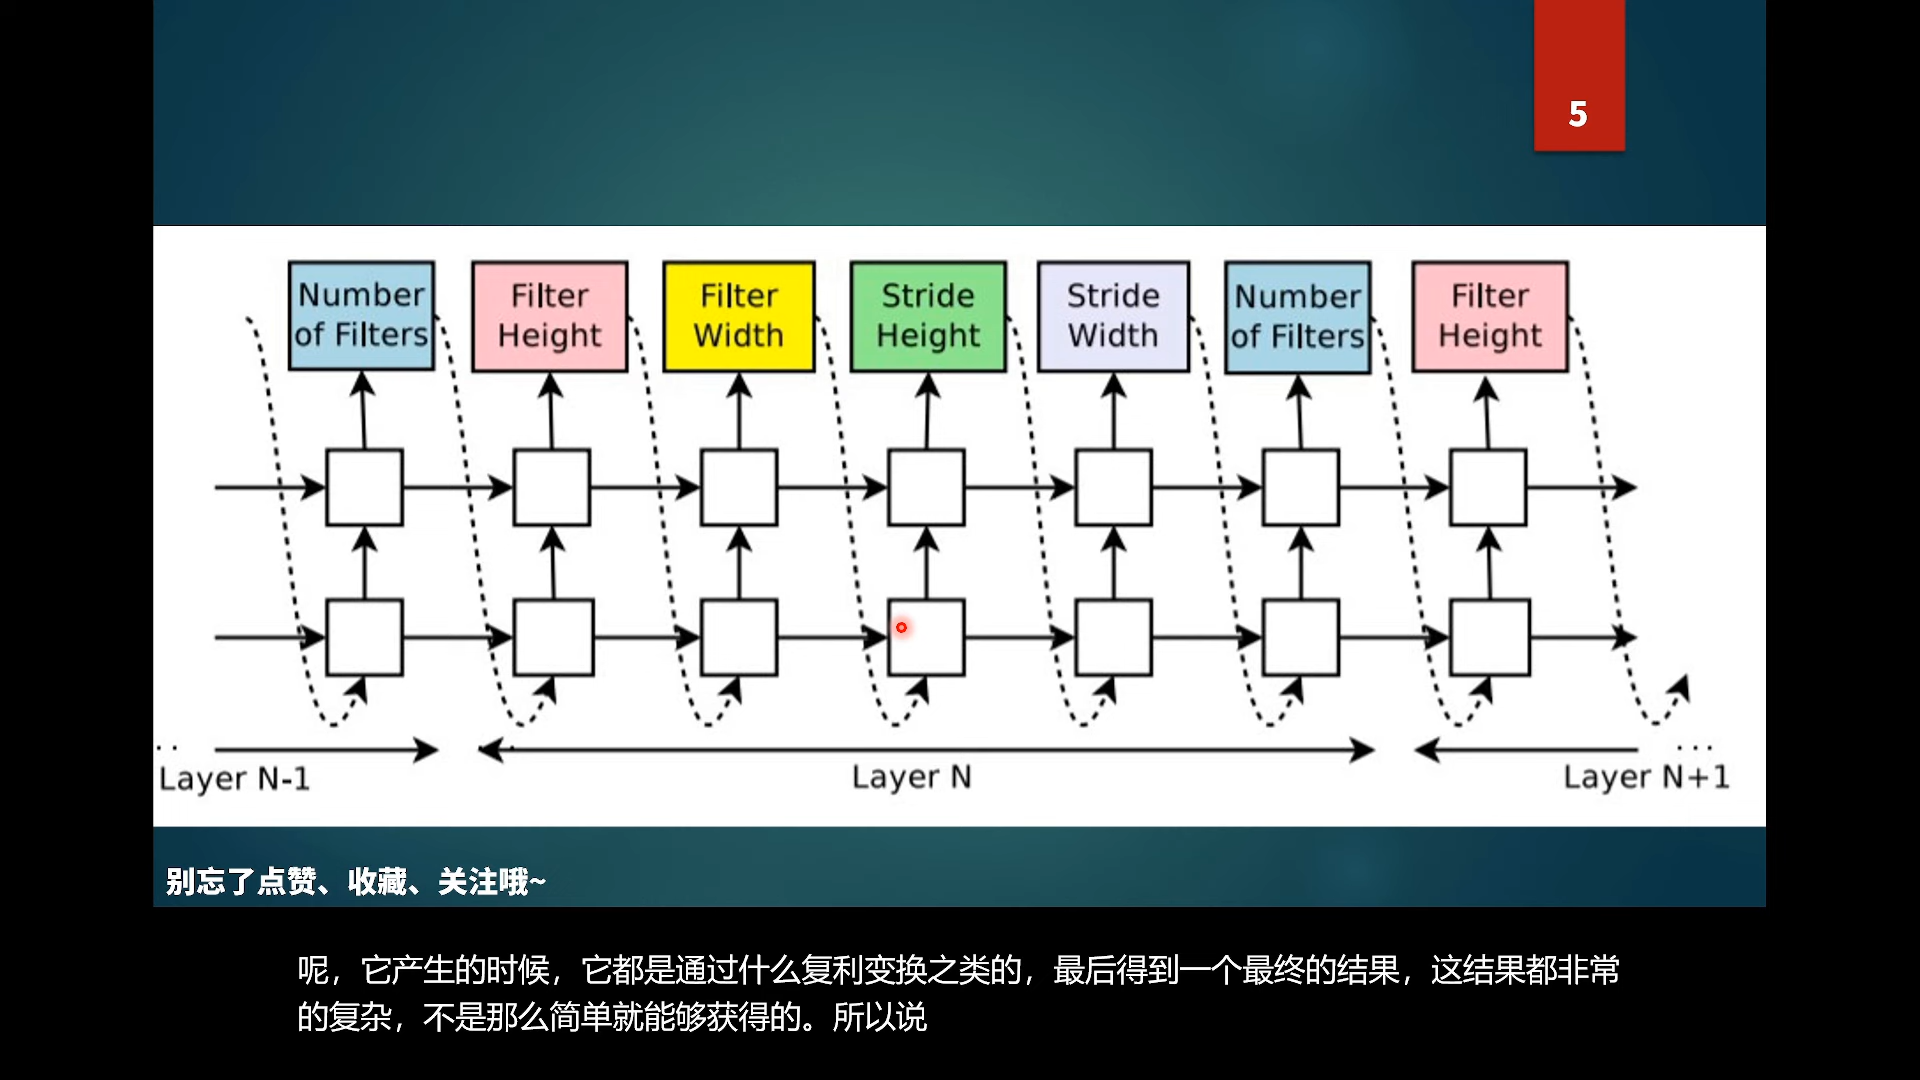 5
Number
of Filters
Filter
Height
Filter
Width
Stride
Height
Stride
Width
Number
of Filters
Filter
Height
Layer N-1
Layer N
Layer N+1
别忘了点赞、收藏、关注哦~
呢，它产生的时候，它都是通过什么复利变换之类的，最后得到一个最终的结果，这结果都非常
的复杂，不是那么简单就能够获得的。所以说